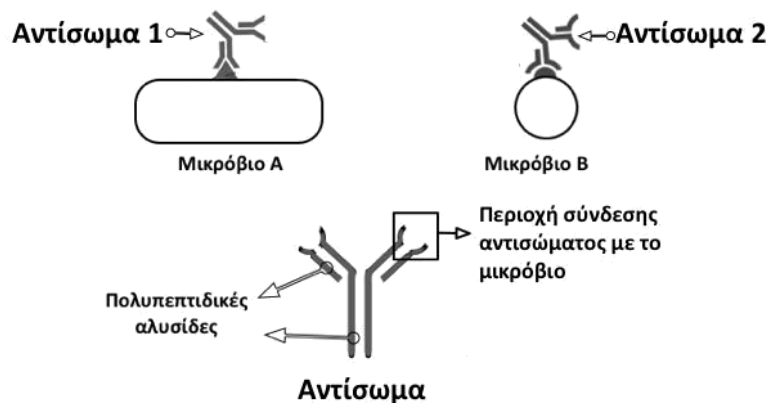 Αντίσωμα 1
Αντίσωμα 2
Μικρόβιο Α
Μικρόβιο Β
Περιοχή σύνδεσης
αντισώματος με το
μικρόβιο
Πολυπεπτιδικές
αλυσίδες
Αντίσωμα